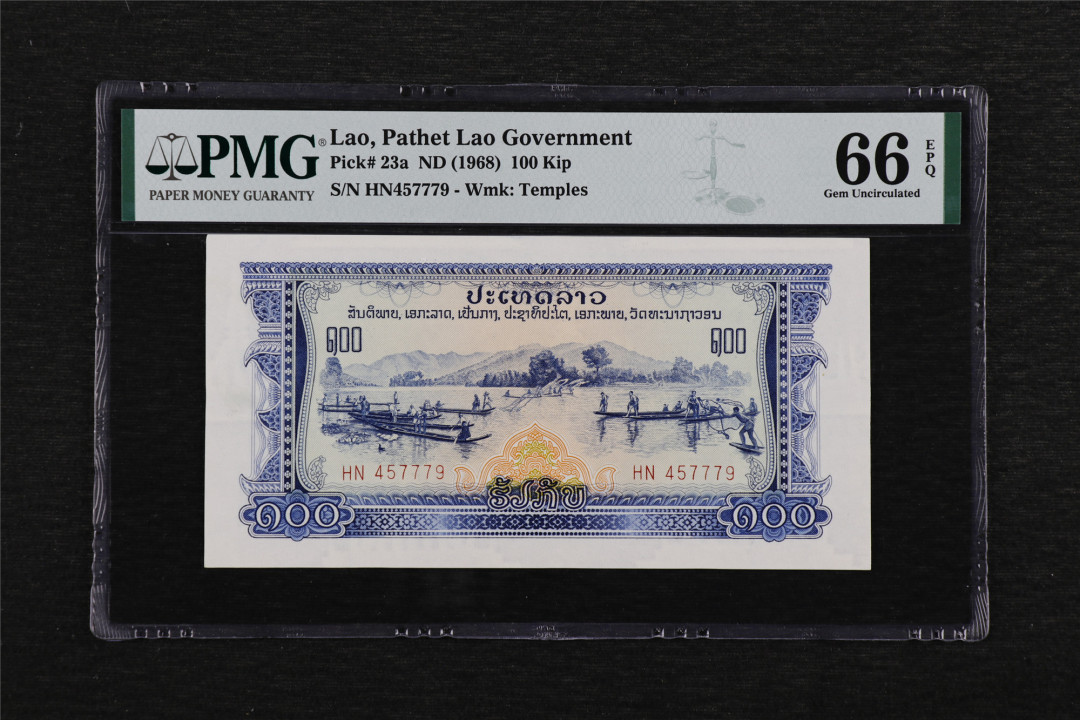 PMG®
PAPER MONEY GUARANTY
Lao, Pathet Lao Government
Pick# 23a ND (1968) 100 Kip
S/N HN457779 - Wmk: Temples
66 EPQ
Gem Uncirculated
ປະເທດລາວ
ສັນຕິພາບ, ເອກະລາດ, ເປັນກາງ, ປະຊາທິປະໄຕ, ເອກະພາບ, ວັດທະນາຖາວອນ
໑໐໐ ໑໐໐
HN 457779 HN 457779
ຮ້ອຍກີບ
໑໐໐ ໑໐໐